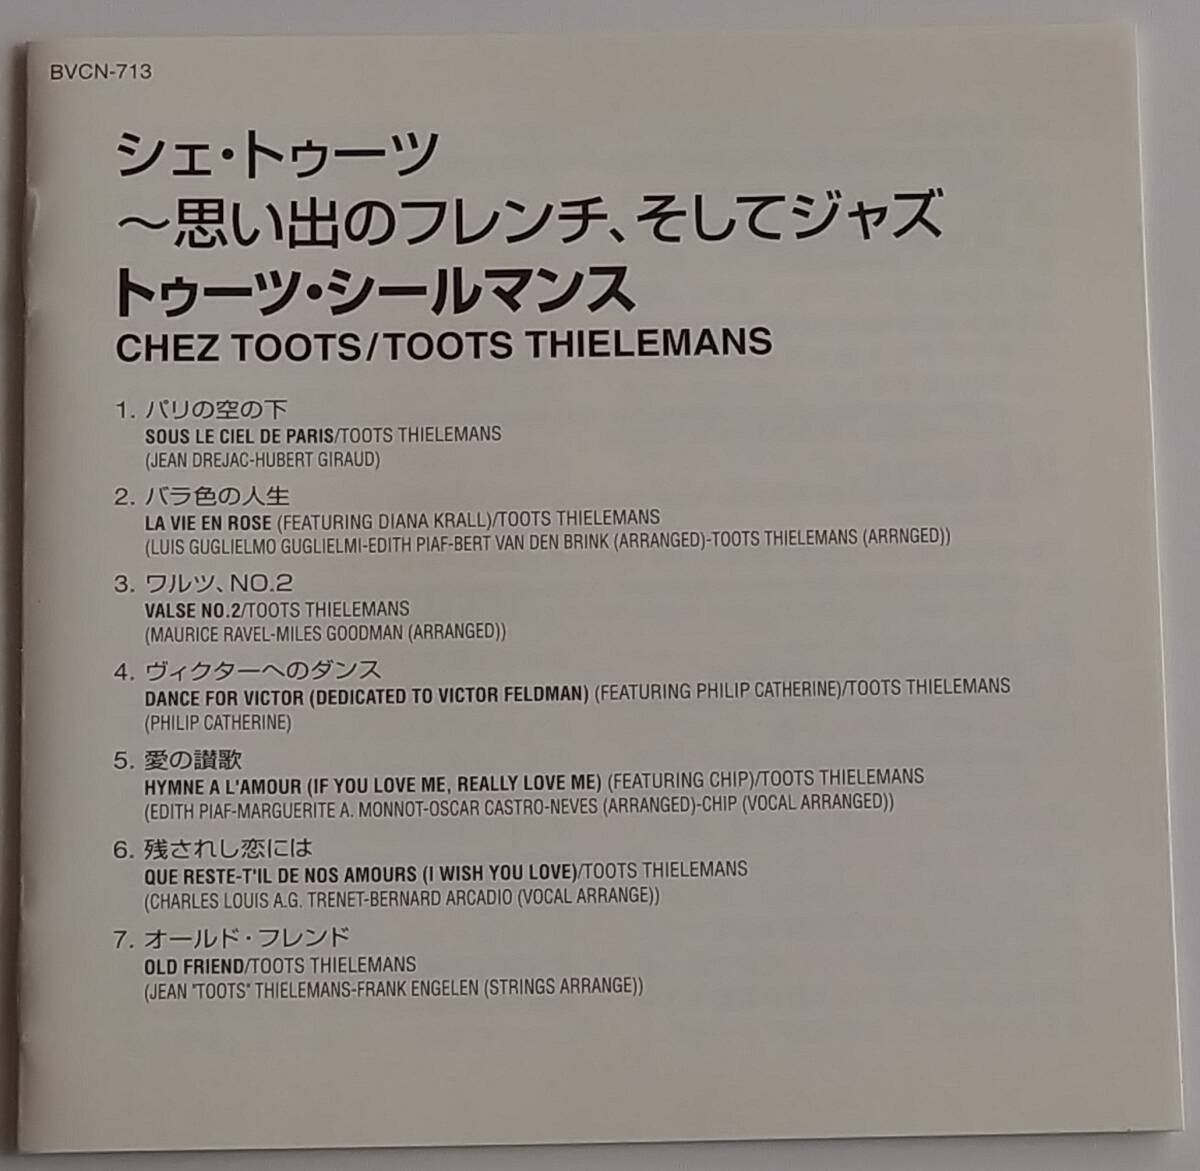 BVCN-713
シェ・トゥーツ
～思い出のフレンチ、そしてジャズ
トゥーツ・シールマンス
CHEZ TOOTS/TOOTS THIELEMANS
1. パリの空の下
SOUS LE CIEL DE PARIS/TOOTS THIELEMANS
(JEAN DREJAC-HUBERT GIRAUD)
2. バラ色の人生
LA VIE EN ROSE (FEATURING DIANA KRALL)/TOOTS THIELEMANS
(LUIS GUGLIELMO GUGLIELMI-EDITH PIAF-BERT VAN DEN BRINK (ARRANGED)-TOOTS THIELEMANS (ARRNGED))
3. ワルツ、NO.2
VALSE NO.2/TOOTS THIELEMANS
(MAURICE RAVEL-MILES GOODMAN (ARRANGED))
4. ヴィクターへのダンス
DANCE FOR VICTOR (DEDICATED TO VICTOR FELDMAN) (FEATURING PHILIP CATHERINE)/TOOTS THIELEMANS
(PHILIP CATHERINE)
5. 愛の讃歌
HYMNE A L'AMOUR (IF YOU LOVE ME, REALLY LOVE ME) (FEATURING CHIP)/TOOTS THIELEMANS
(EDITH PIAF-MARGUERITE A. MONNOT-OSCAR CASTRO-NEVES (ARRANGED)-CHIP (VOCAL ARRANGED))
6. 残されし恋には
QUE RESTE-T'IL DE NOS AMOURS (I WISH YOU LOVE)/TOOTS THIELEMANS
(CHARLES LOUIS A.G. TRENET-BERNARD ARCADIO (VOCAL ARRANGE))
7. オールド・フレンド
OLD FRIEND/TOOTS THIELEMANS
(JEAN "TOOTS" THIELEMANS-FRANK ENGELEN (STRINGS ARRANGE))